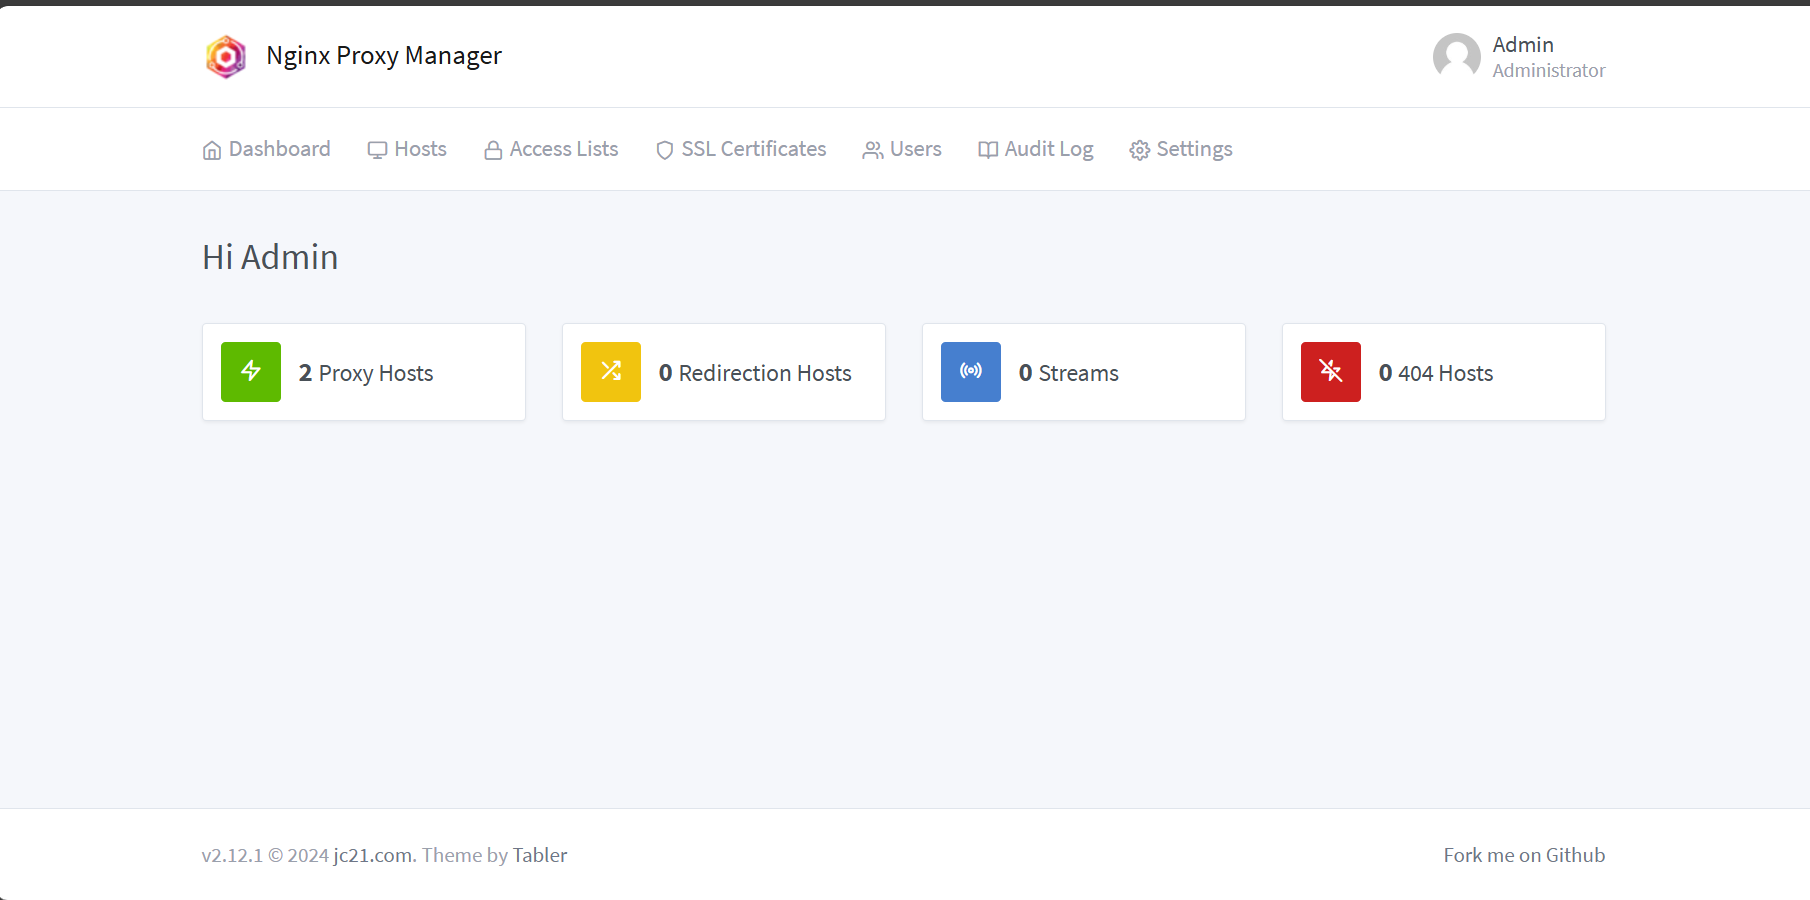 Nginx Proxy Manager
Admin
Administrator
Dashboard Hosts Access Lists SSL Certificates Users Audit Log Settings
Hi Admin
2 Proxy Hosts
0 Redirection Hosts
0 Streams
0 404 Hosts
v2.12.1 © 2024 jc21.com. Theme by Tabler
Fork me on Github